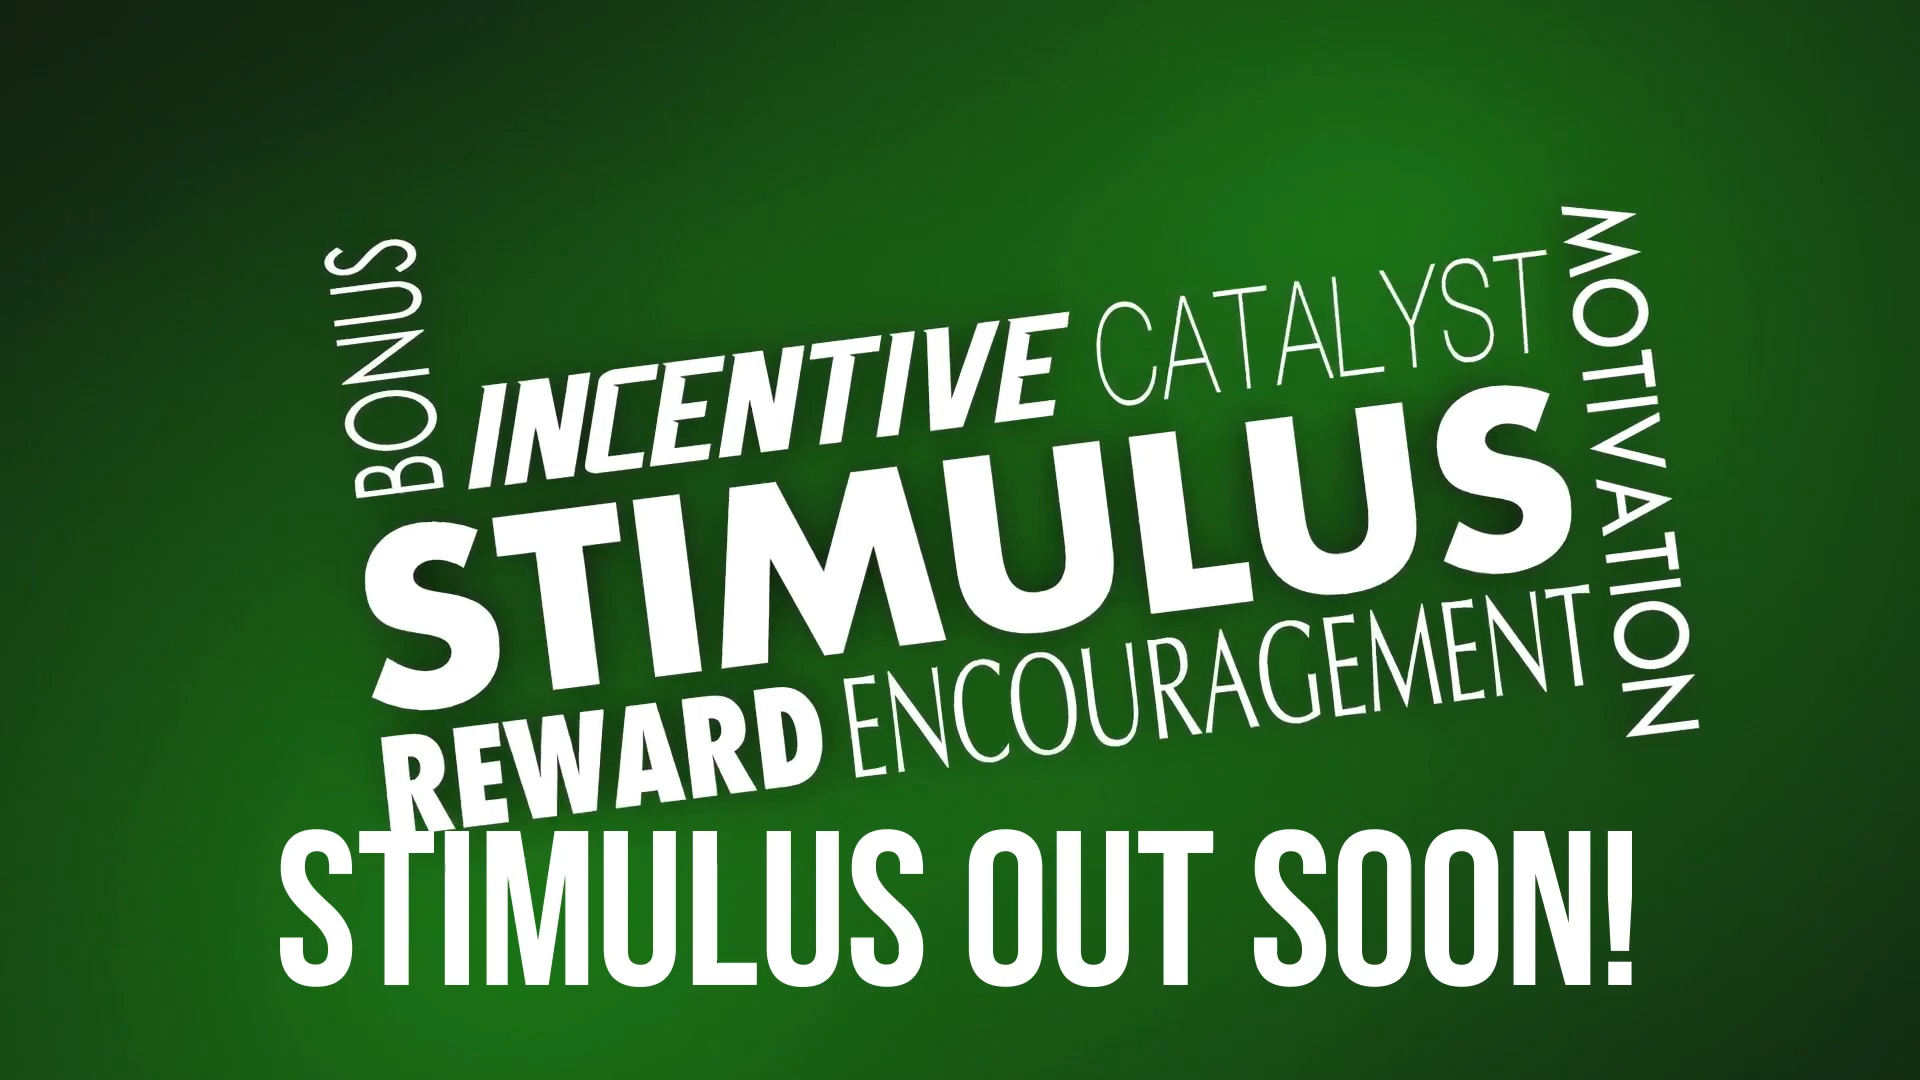 BONUS
INCENTIVE CATALYST
STIMULUS
REWARD ENCOURAGEMENT
MOTIVATION
STIMULUS OUT SOON!